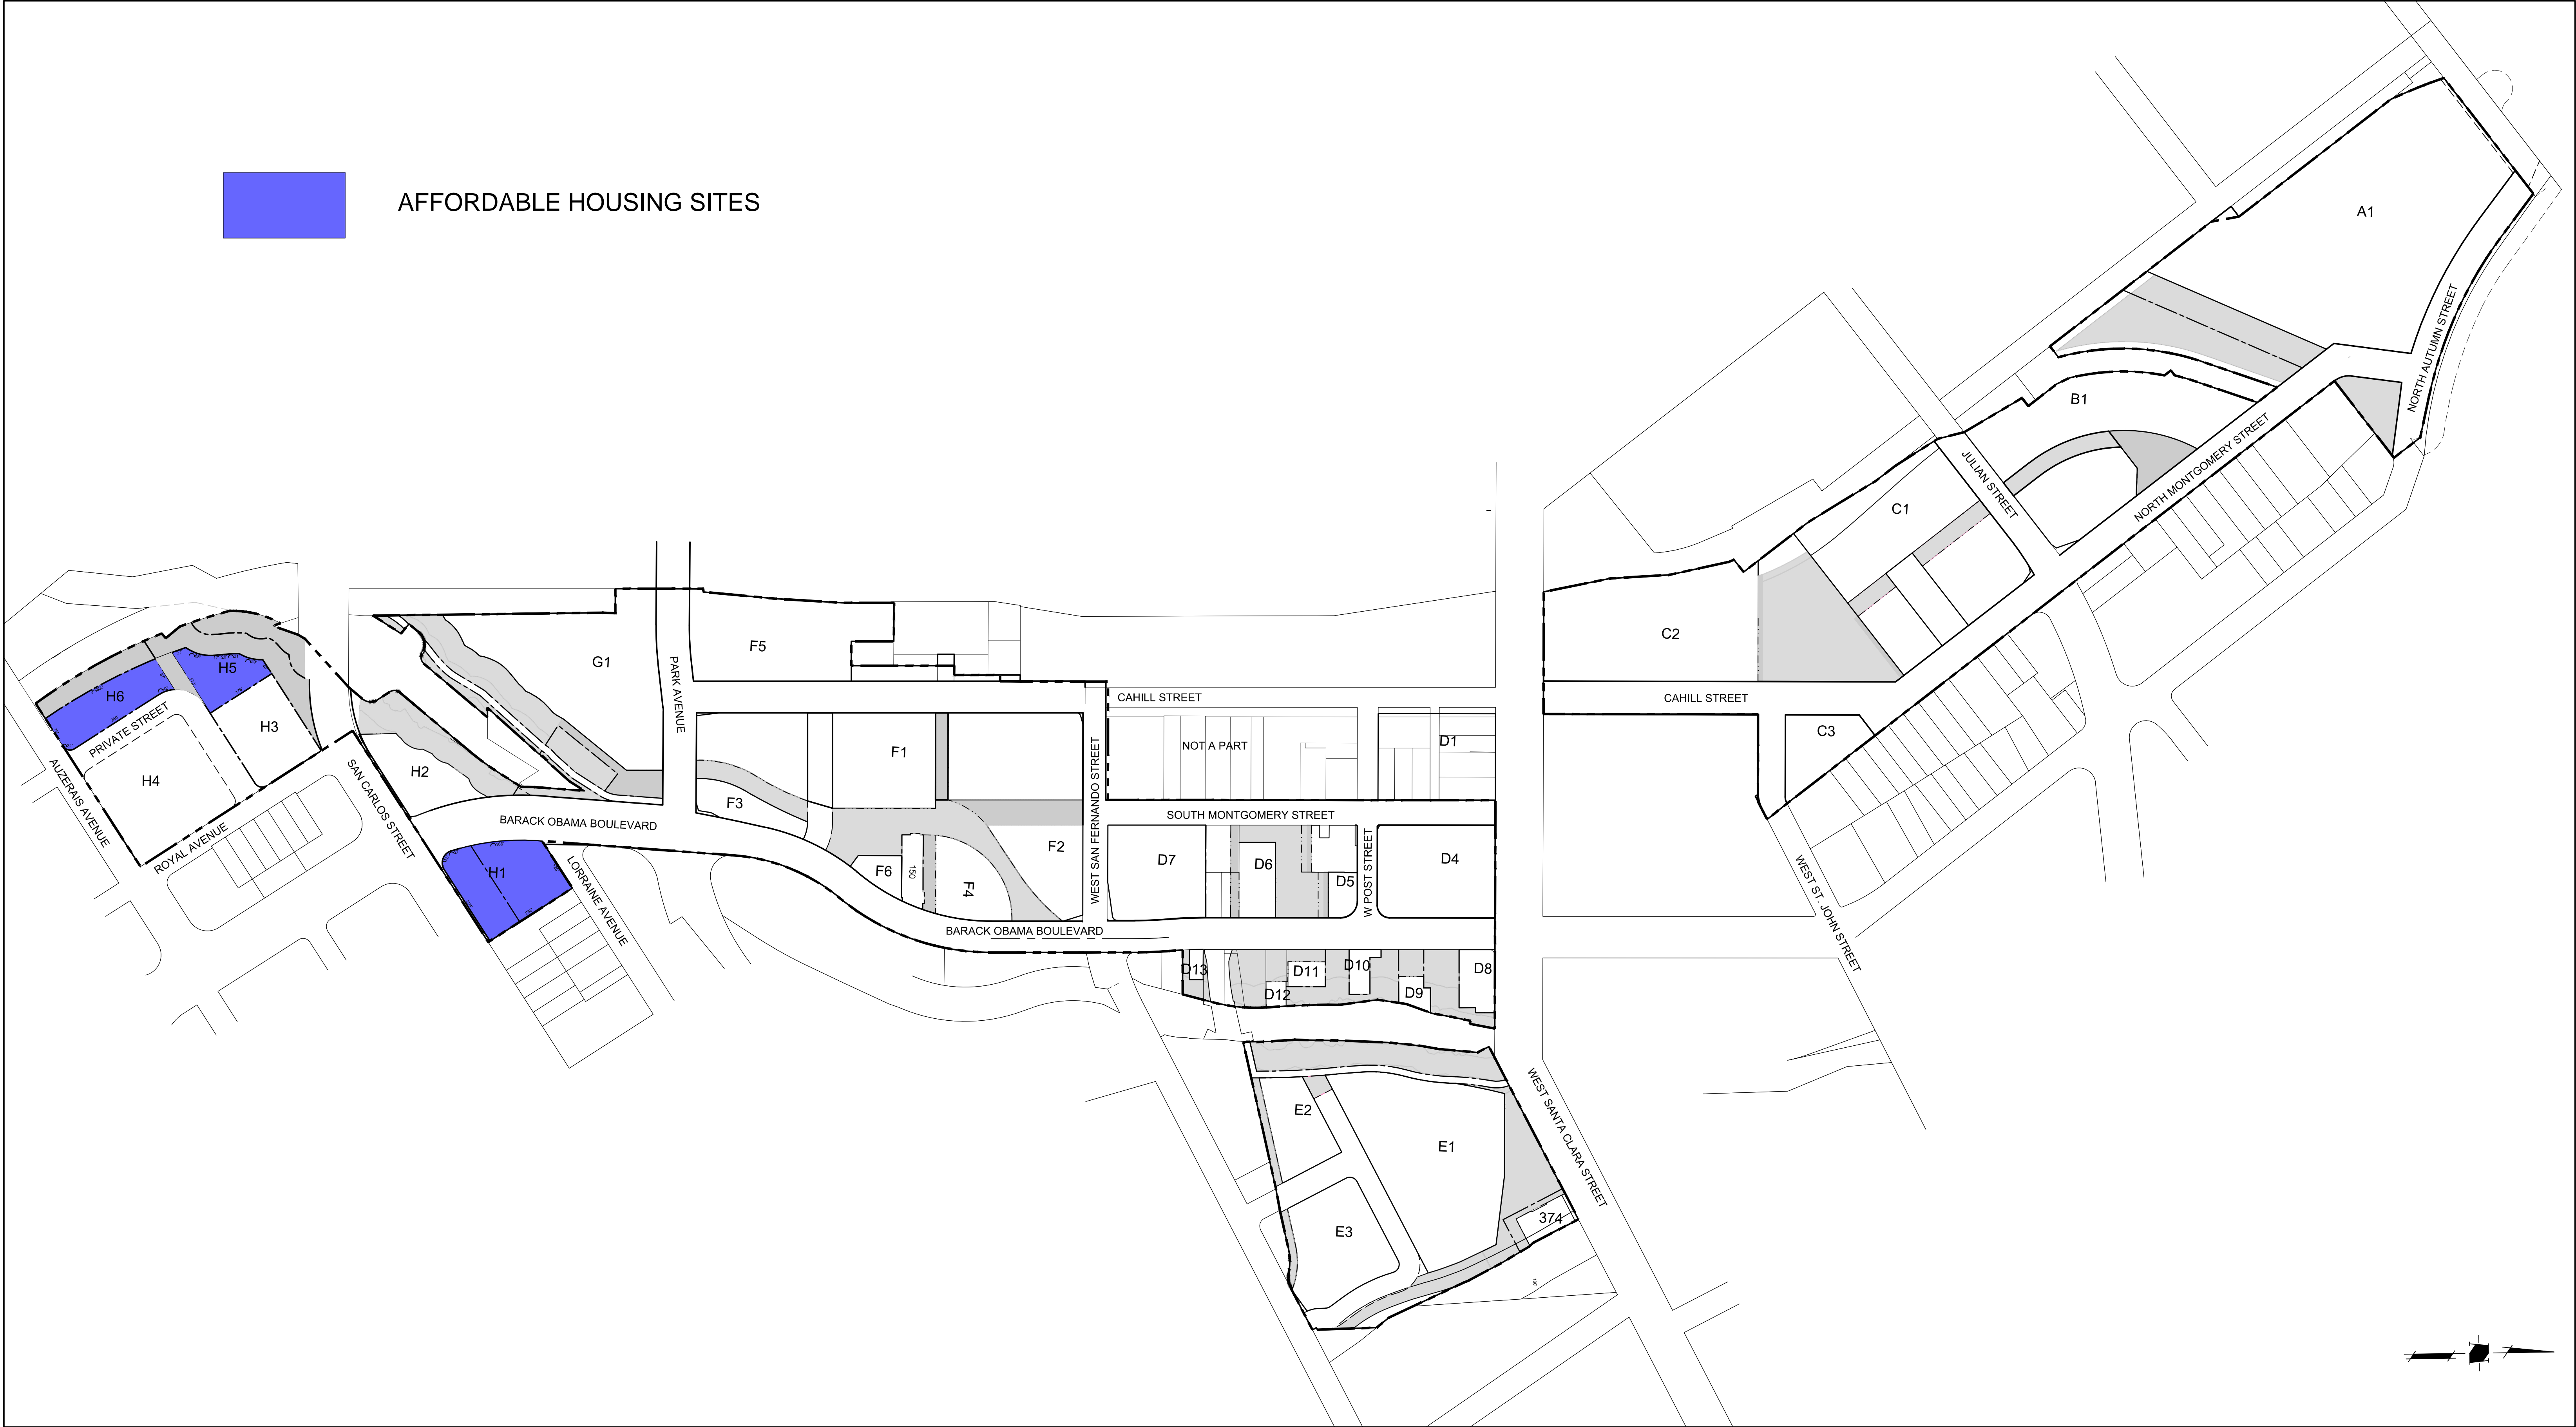 AFFORDABLE HOUSING SITES
A1
NORTH AUTUMN STREET
B1
NORTH MONTGOMERY STREET
JULIAN STREET
C1
C2
CAHILL STREET
C3
WEST ST. JOHN STREET
H6
H5
PRIVATE STREET
H3
H4
AUZERAIS AVENUE
ROYAL AVENUE
SAN CARLOS STREET
H2
G1
PARK AVENUE
F5
BARACK OBAMA BOULEVARD
H1
LORRAINE AVENUE
F1
F3
F2
F6
150
F4
WEST SAN FERNANDO STREET
BARACK OBAMA BOULEVARD
CAHILL STREET
NOT A PART
D1
SOUTH MONTGOMERY STREET
D7
D6
D5
W POST STREET
D4
D13
D12
D11
D10
D9
D8
E2
E1
E3
WEST SANTA CLARA STREET
374